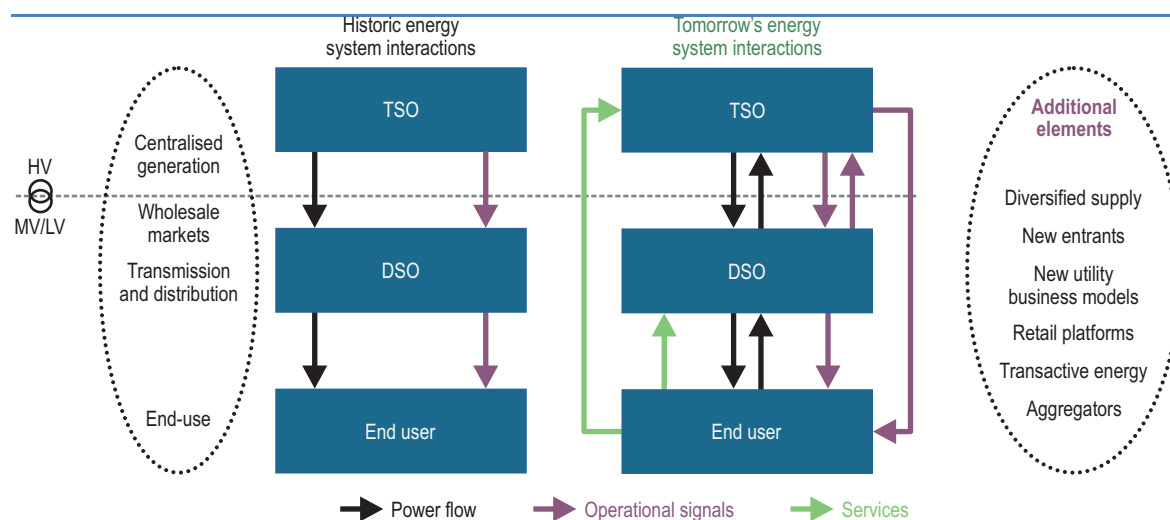 Historic energy
system interactions
Tomorrow's energy
system interactions
TSO
TSO
Additional
elements
Centralised
generation
HV
MV/LV
Wholesale
markets
Transmission
and distribution
DSO
DSO
Diversified supply
New entrants
New utility
business models
Retail platforms
Transactive energy
Aggregators
End-use
End user
End user
Power flow
Operational signals
Services